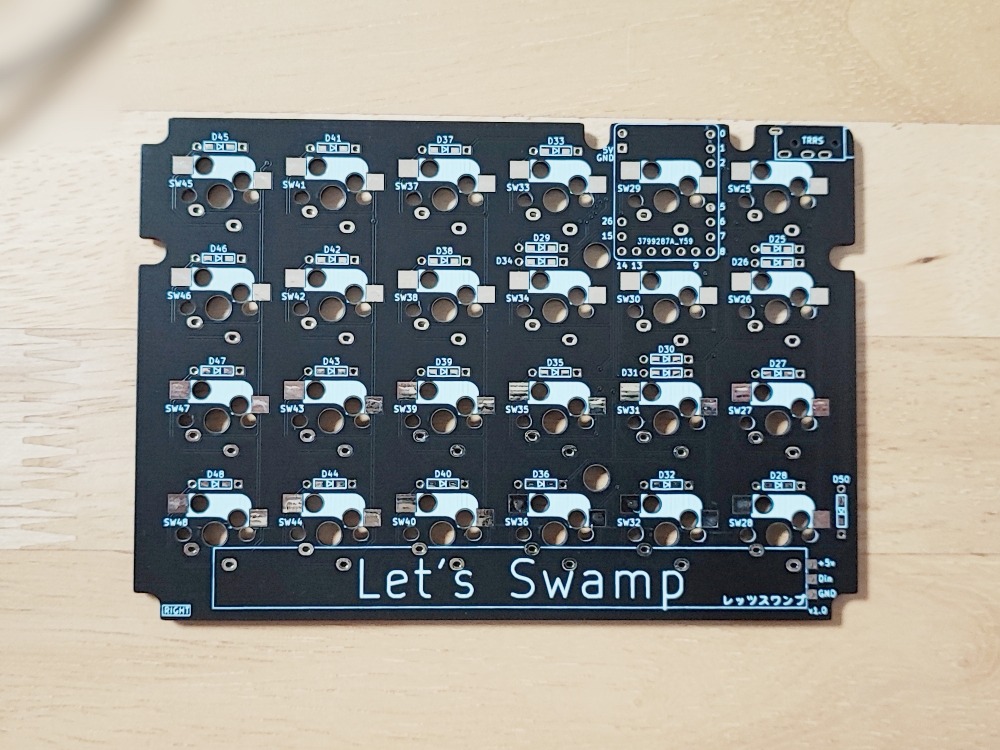 D45 D41 D37 D33 0 TRRS
5V 1
GND 2
SW45 SW41 SW37 SW33 SW29 SW25
5
26 6
15 3799287A_Y59 7
D29 D25 8
D46 D42 D38 D34 14 13 9 D26
SW46 SW42 SW38 SW34 SW30 SW26
D30
D47 D43 D39 D35 D31 D27
SW47 SW43 SW39 SW35 SW31 SW27
D48 D44 D40 D36 D32 D28 D50
SW48 SW44 SW40 SW36 SW32 SW28
Let's Swamp
レッツスワンプ
+5v
Din
GND
v1.0
RIGHT